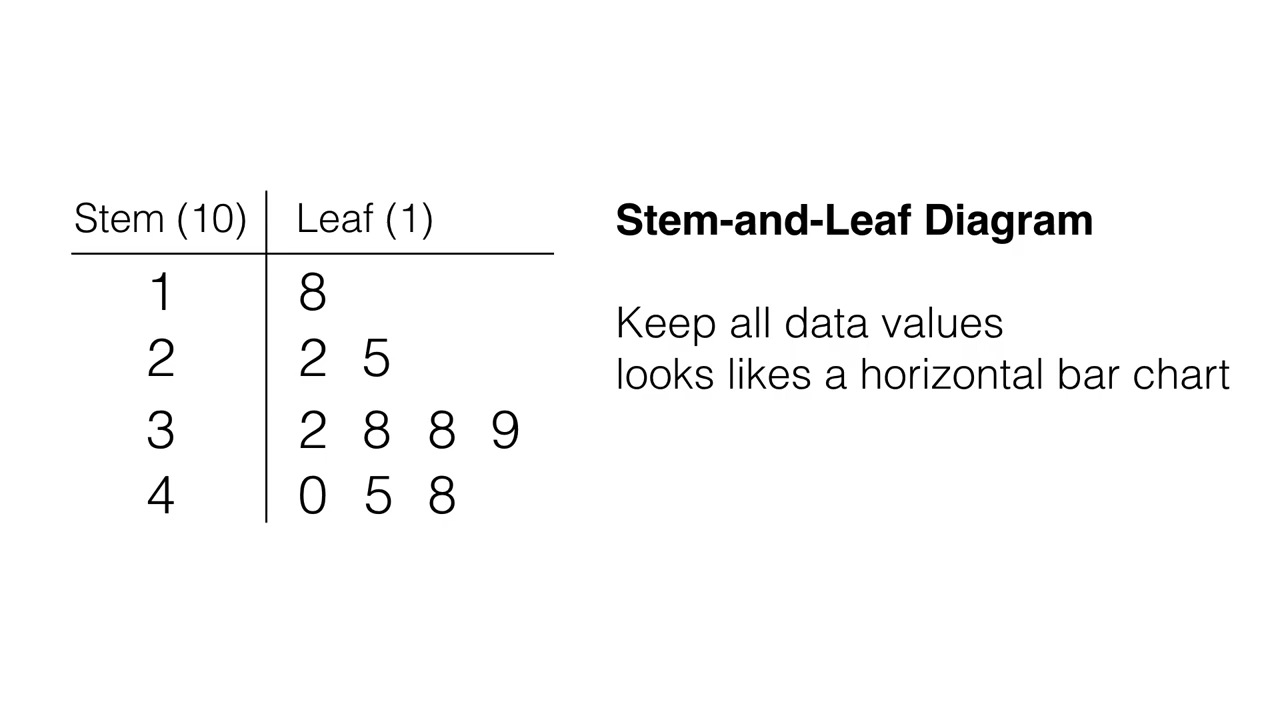 Stem (10) Leaf (1)
1 8
2 2 5
3 2 8 8 9
4 0 5 8
Stem-and-Leaf Diagram
Keep all data values
looks likes a horizontal bar chart